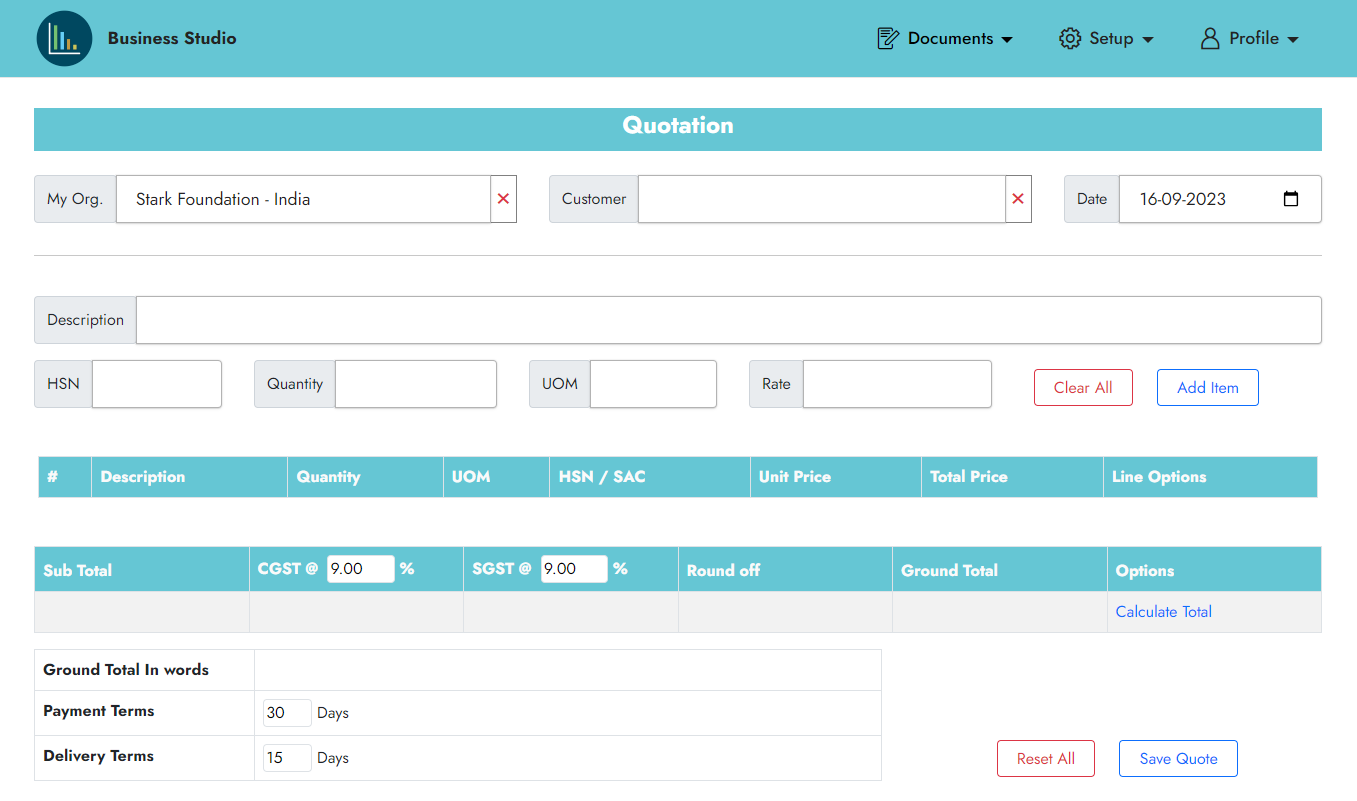 Business Studio Documents Setup Profile
Quotation
My Org. Stark Foundation - India Customer Date 16-09-2023
Description
HSN Quantity UOM Rate Clear All Add Item
# Description Quantity UOM HSN / SAC Unit Price Total Price Line Options
Sub Total CGST @ 9.00 % SGST @ 9.00 % Round off Ground Total Options
Calculate Total
Ground Total In words
Payment Terms 30 Days
Delivery Terms 15 Days Reset All Save Quote